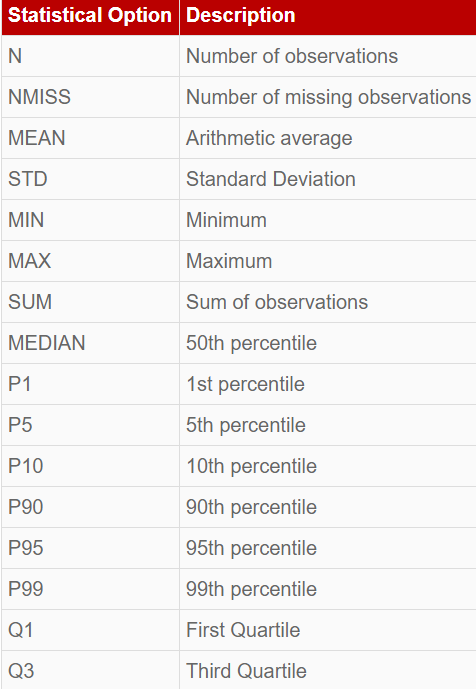 Statistical Option Description
N Number of observations
NMISS Number of missing observations
MEAN Arithmetic average
STD Standard Deviation
MIN Minimum
MAX Maximum
SUM Sum of observations
MEDIAN 50th percentile
P1 1st percentile
P5 5th percentile
P10 10th percentile
P90 90th percentile
P95 95th percentile
P99 99th percentile
Q1 First Quartile
Q3 Third Quartile